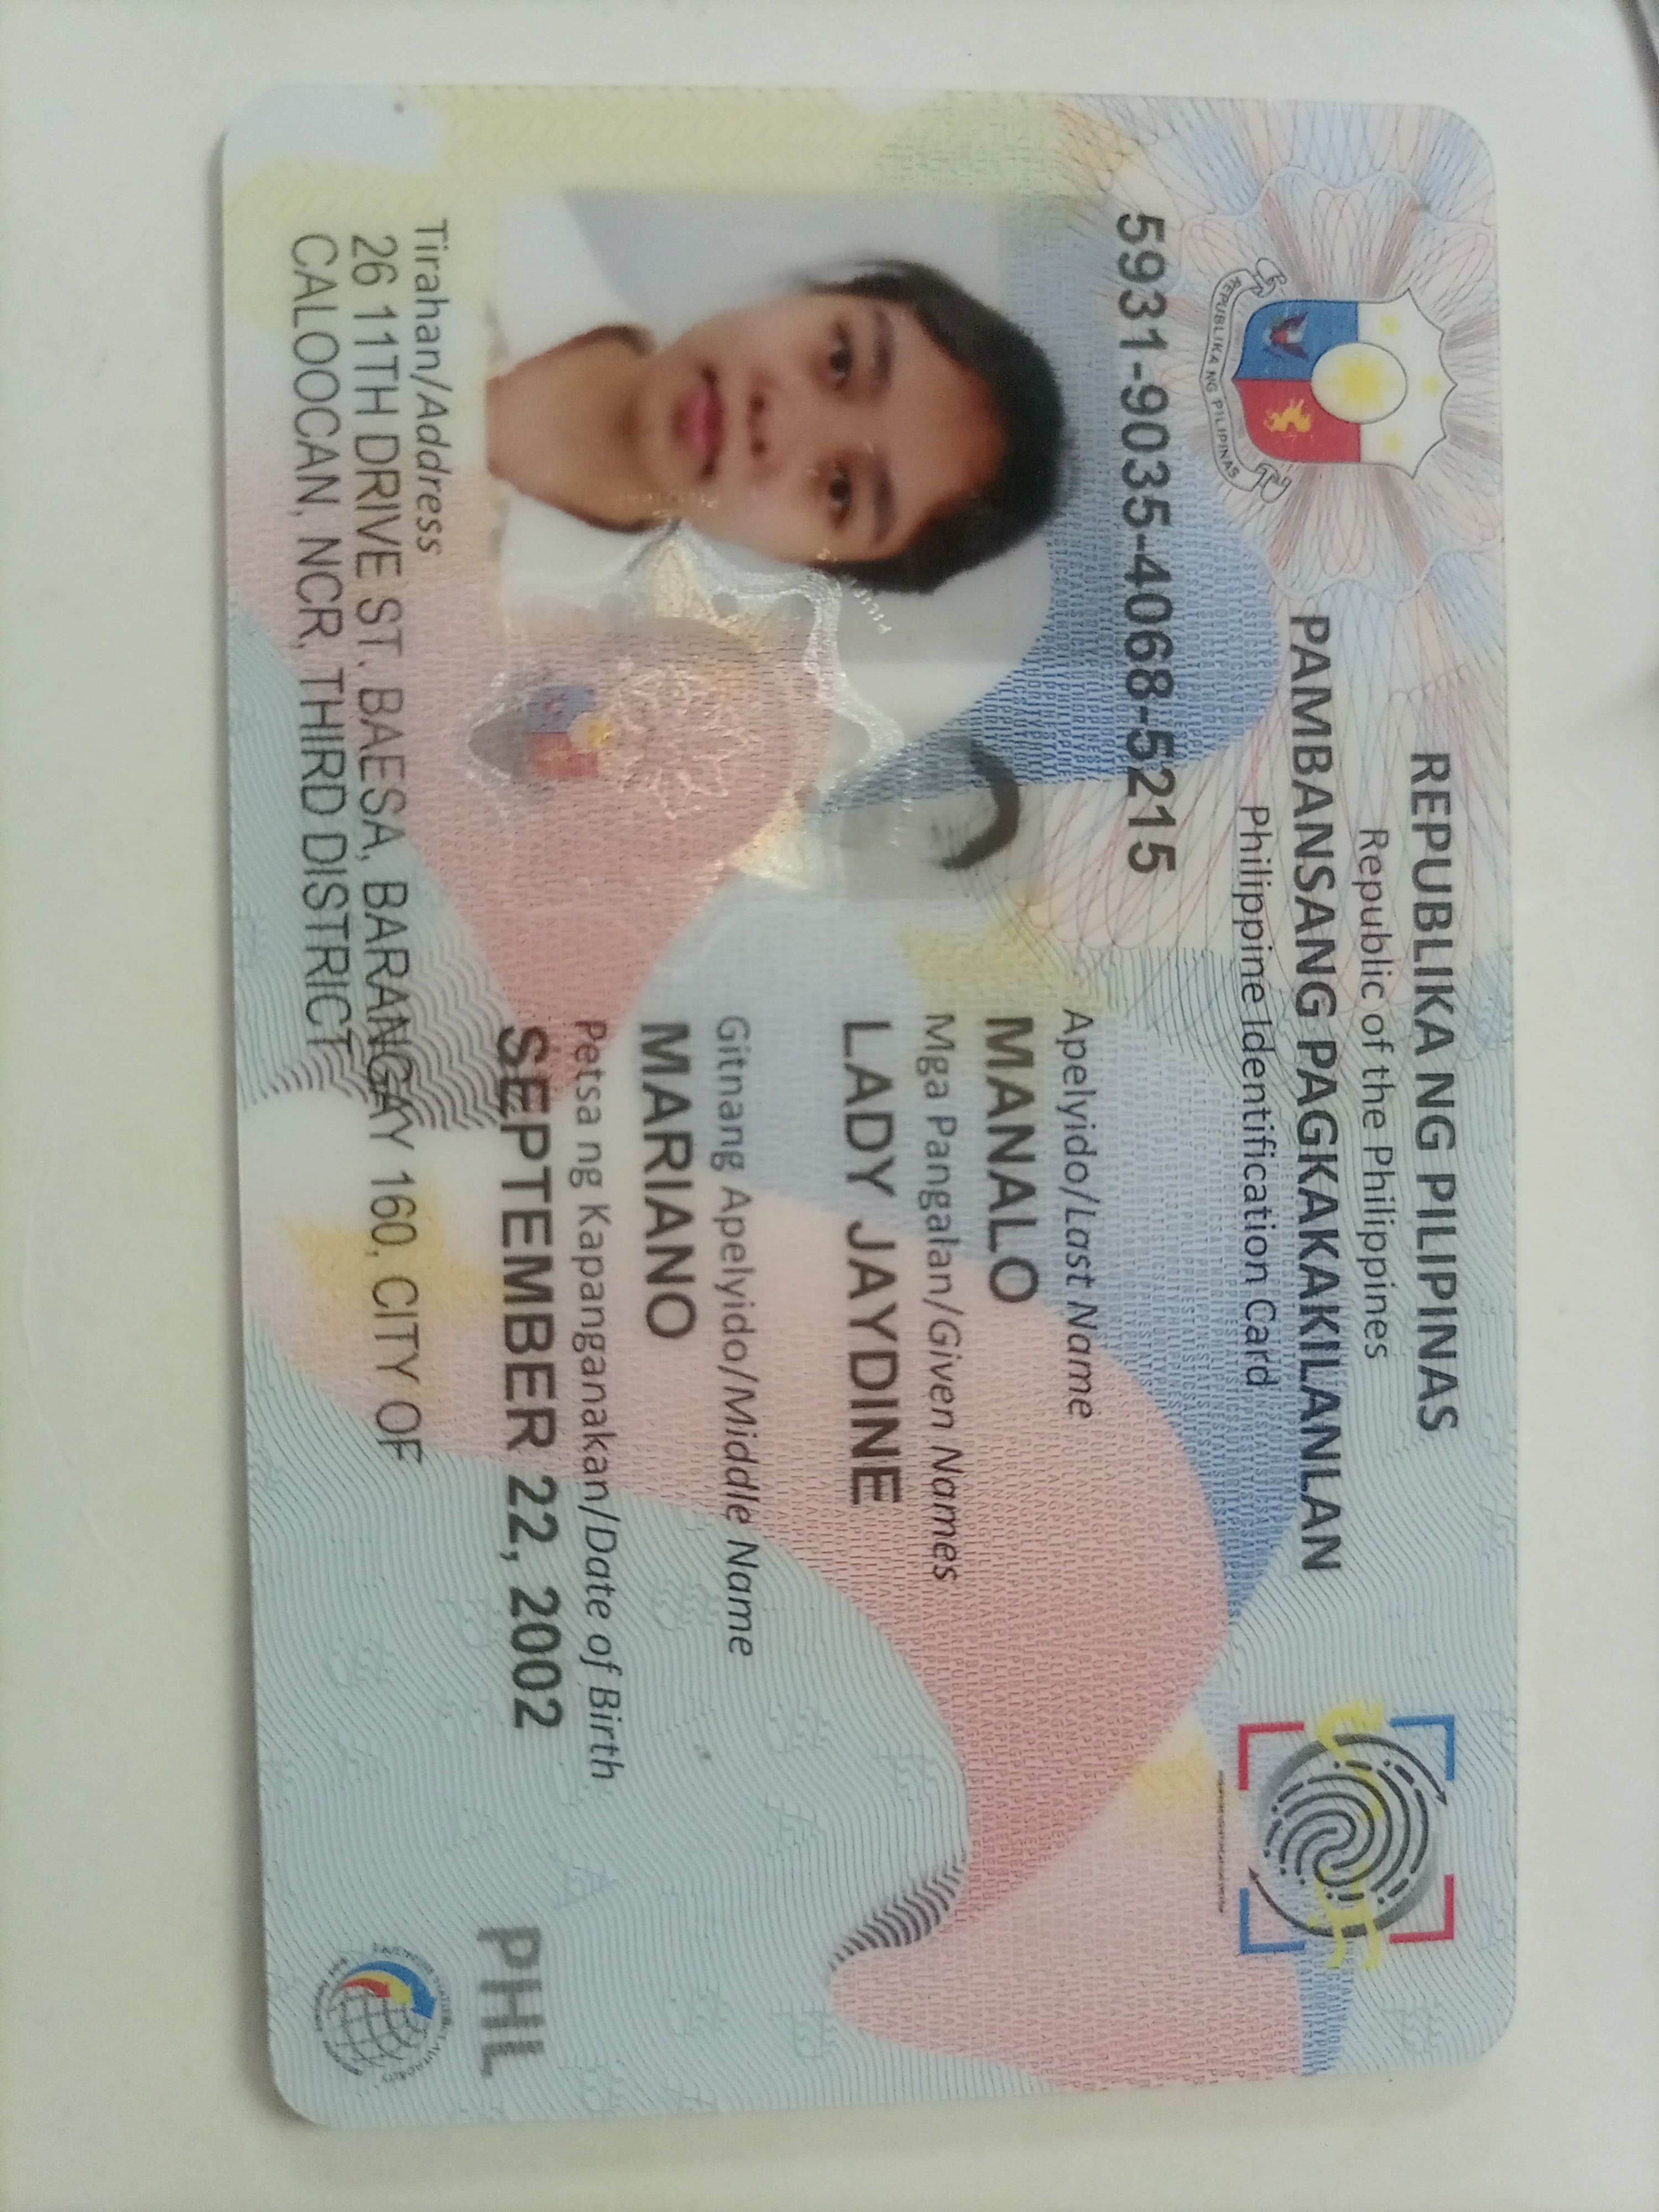 REPUBLIKA NG PILIPINAS
Republic of the Philippines
PAMBANSANG PAGKAKAKILANLAN
Philippine Identification Card
REPUBLIKA NG PILIPINAS
5931-9035-4068-5215
Apelyido/Last Name
MANALO
Mga Pangalan/Given Names
LADY JAYDINE
Gitnang Apelyido/Middle Name
MARIANO
Petsa ng Kapanganakan/Date of Birth
SEPTEMBER 22, 2002
PHL
Tirahan/Address
26 11TH DRIVE ST. BAESA, BARANGAY 160, CITY OF
CALOOCAN, NCR, THIRD DISTRICT